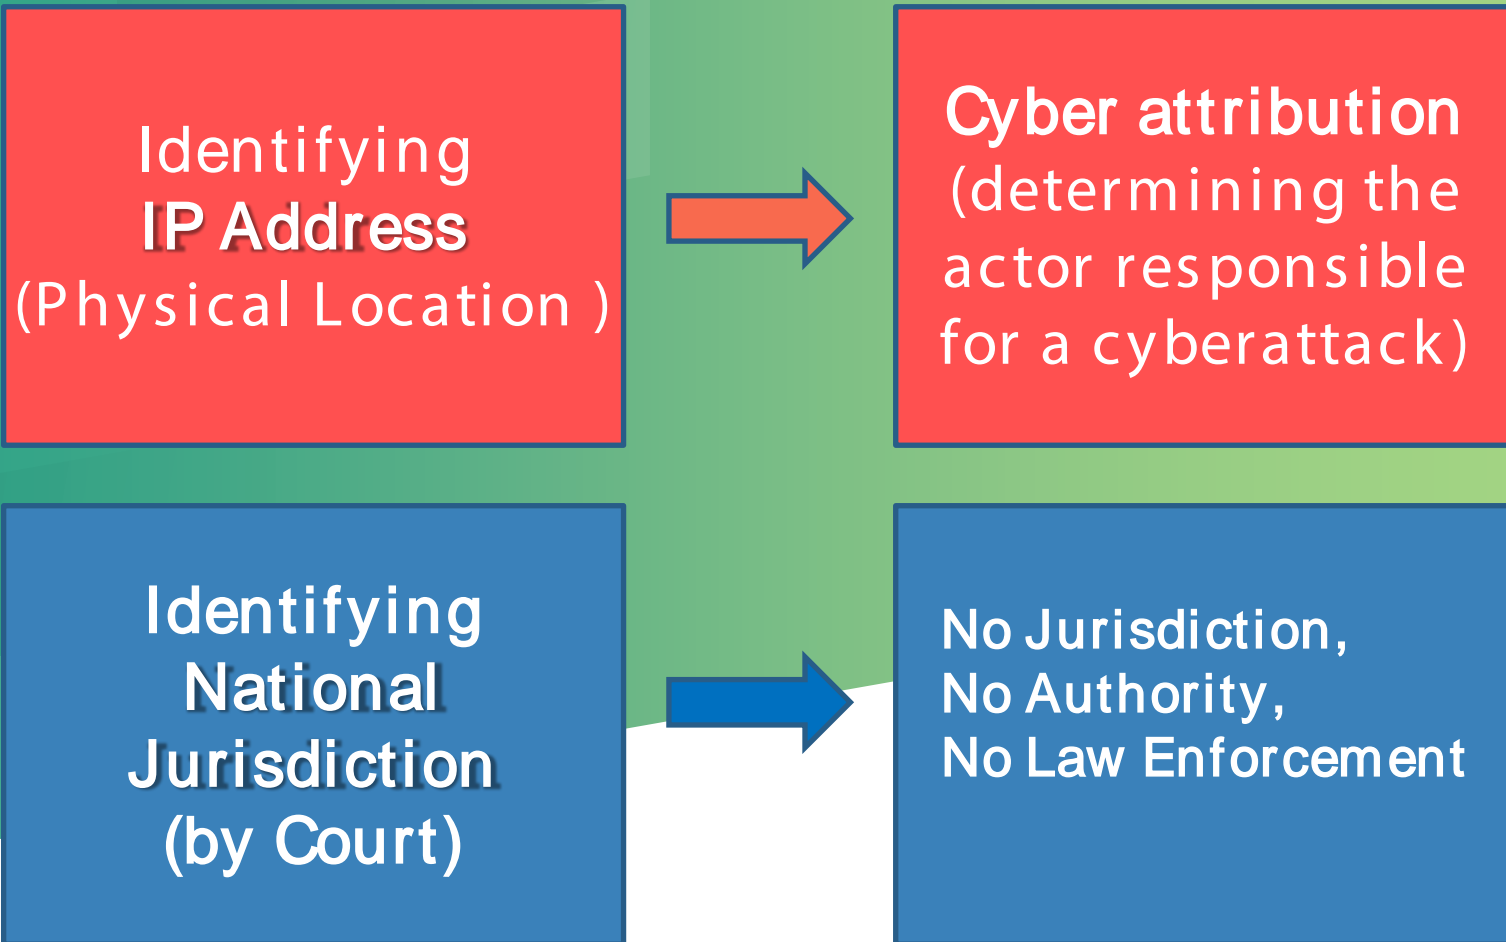 Identifying
IP Address
(Physical Location )
Cyber attribution
(determining the
actor responsible
for a cyberattack)
Identifying
National
Jurisdiction
(by Court)
No Jurisdiction,
No Authority,
No Law Enforcement